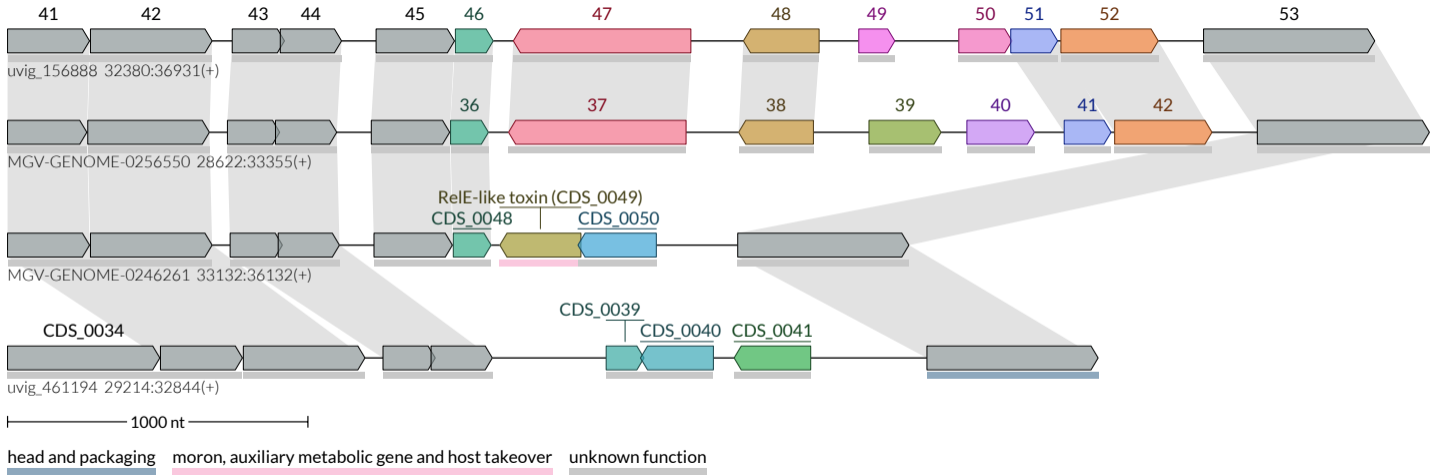 41 42 43 44 45 46 47 48 49 50 51 52 53
uvig_156888 32380:36931(+)
36 37 38 39 40 41 42
MGV-GENOME-0256550 28622:33355(+)
RelE-like toxin (CDS_0049)
CDS_0048 CDS_0050
MGV-GENOME-0246261 33132:36132(+)
CDS_0039
CDS_0034 CDS_0040 CDS_0041
uvig_461194 29214:32844(+)
1000 nt
head and packaging moron, auxiliary metabolic gene and host takeover unknown function